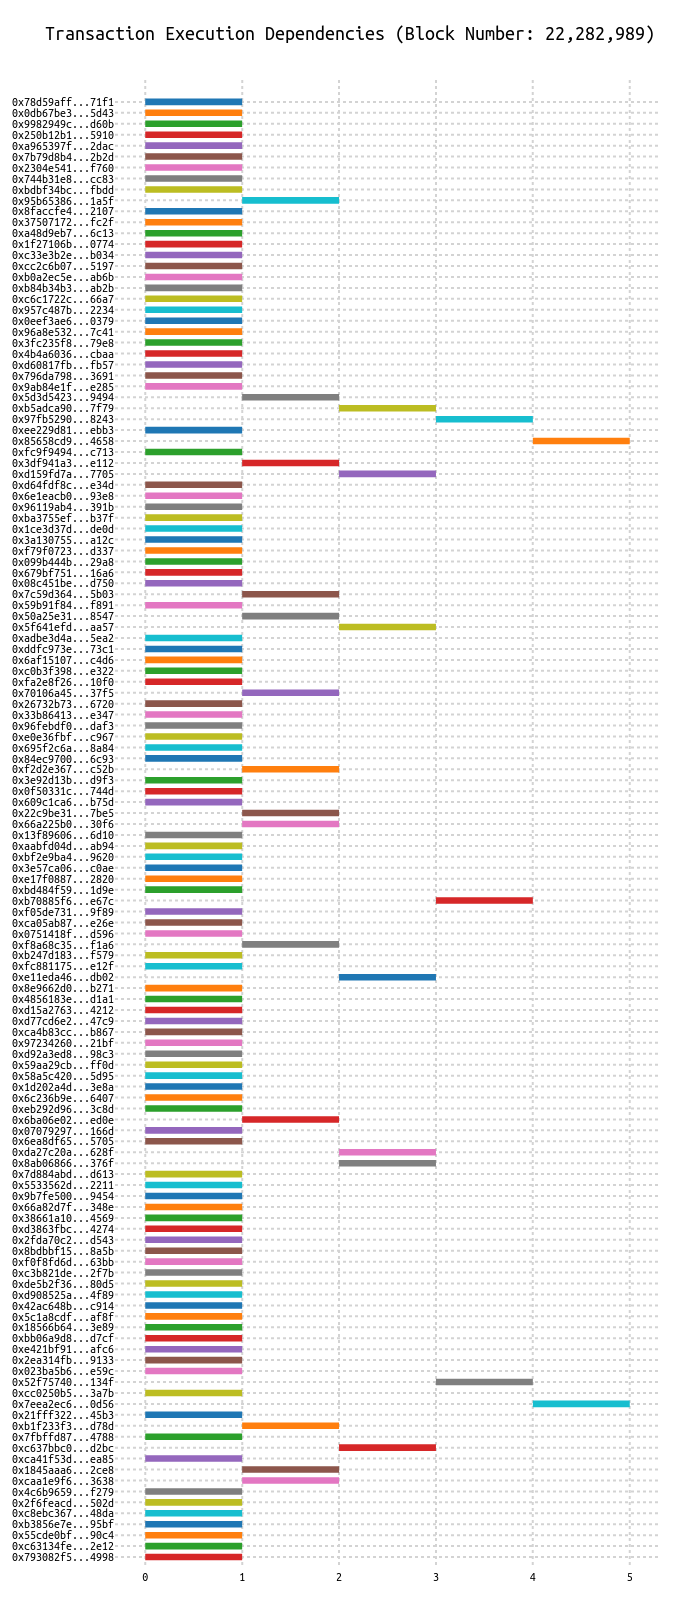 Transaction Execution Dependencies (Block Number: 22,282,989)
0x78d59aff...71f1
0x0db67be3...5d43
0x9982949c...d60b
0x250b12b1...5910
0xa965397f...2dac
0x7b79d8b4...2b2d
0x2304e541...f760
0x744b31e8...cc83
0xbdbf34bc...fbdd
0x95b65386...1a5f
0x8faccfe4...2107
0x37507172...fc2f
0xa48d9eb7...6c13
0x1f27106b...0774
0xc33e3b2e...b034
0xcc2c6b07...5197
0xb0a2ec5e...ab6b
0xb84b34b3...ab2b
0xc6c1722c...66a7
0x957c487b...2234
0x0eef3ae6...0379
0x96a8e532...7c41
0x3fc235f8...79e8
0x4b4a6036...cbaa
0xd60817fb...fb57
0x796da798...3691
0x9ab84e1f...e285
0x5d3d5423...9494
0xb5adca90...7f79
0x97fb5290...8243
0xee229d81...ebb3
0x85658cd9...4658
0xfc9f9494...c713
0x3df941a3...e112
0xd159fd7a...7705
0xd64fdf8c...e34d
0x6e1eacb0...93e8
0x96119ab4...391b
0xba3755ef...b37f
0x1ce3d37d...de0d
0x3a130755...a12c
0xf79f0723...d337
0x099b444b...29a8
0x679bf751...16a6
0x08c451be...d750
0x7c59d364...5b03
0x59b91f84...f891
0x50a25e31...8547
0x5f641efd...aa57
0xadbe3d4a...5ea2
0xddfc973e...73c1
0x6af15107...c4d6
0xc0b3f398...e322
0xfa2e8f26...10f0
0x70106a45...37f5
0x26732b73...6720
0x33b86413...e347
0x96febdf0...daf3
0xe0e36fbf...c967
0x695f2c6a...8a84
0x84ec9700...6c93
0xf2d2e367...c52b
0x3e92d13b...d9f3
0x0f50331c...744d
0x609c1ca6...b75d
0x22c9be31...7be5
0x66a225b0...30f6
0x13f89606...6d10
0xaabfd04d...ab94
0xbf2e9ba4...9620
0x3e57ca06...c0ae
0xe17f0887...2820
0xbd484f59...1d9e
0xb70885f6...e67c
0xf05de731...9f89
0xca05ab87...e26e
0x0751418f...d596
0xf8a68c35...f1a6
0xb247d183...f579
0xfc881175...e12f
0xe11eda46...db02
0x8e9662d0...b271
0x4856183e...d1a1
0xd15a2763...4212
0xd77cd6e2...47c9
0xca4b83cc...b867
0x97234260...21bf
0xd92a3ed8...98c3
0x59aa29cb...ff0d
0x58a5c420...5d95
0x1d202a4d...3e8a
0x6c236b9e...6407
0xeb292d96...3c8d
0x6ba06e02...ed0e
0x07079297...166d
0x6ea8df65...5705
0xda27c20a...628f
0x8ab06866...376f
0x7d884abd...d613
0x5533562d...2211
0x9b7fe500...9454
0x66a82d7f...348e
0x38661a10...4569
0xd3863fbc...4274
0x2fda70c2...d543
0x8bdbbf15...8a5b
0xf0f8fd6d...63bb
0xc3b821de...2f7b
0xde5b2f36...80d5
0xd908525a...4f89
0x42ac648b...c914
0x5c1a8cdf...af8f
0x18566b64...3e89
0xbb06a9d8...d7cf
0xe421bf91...afc6
0x2ea314fb...9133
0x023ba5b6...e59c
0x52f75740...134f
0xcc0250b5...3a7b
0x7eea2ec6...0d56
0x21fff322...45b3
0xb1f233f3...d78d
0x7fbffd87...4788
0xc637bbc0...d2bc
0xca41f53d...ea85
0x1845aaa6...2ce8
0xcaa1e9f6...3638
0x4c6b9659...f279
0x2f6feacd...502d
0xc8ebc367...48da
0xb3856e7e...95bf
0x55cde0bf...90c4
0xc63134fe...2e12
0x793082f5...4998
0 1 2 3 4 5